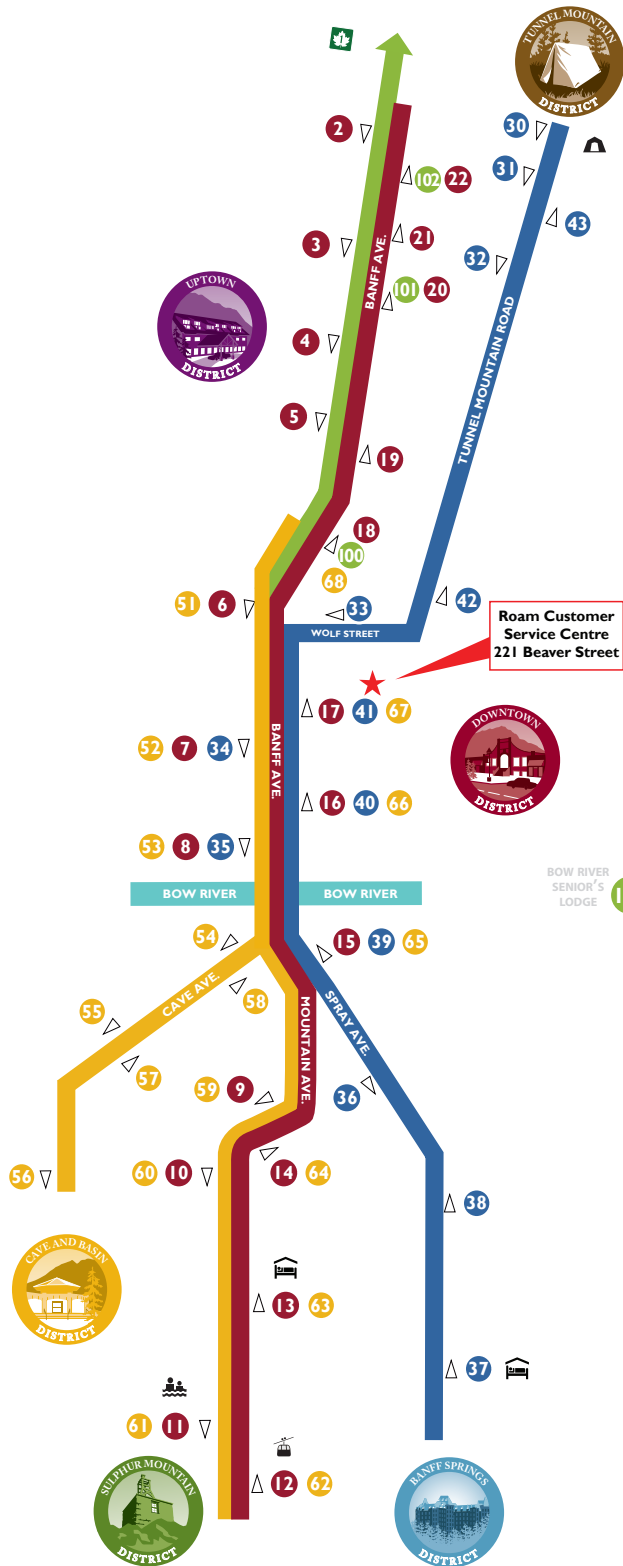 TUNNEL MOUNTAIN
DISTRICT
1
2
30
31
102 22
43
3
21
32
BANFF AVE.
101 20
UPTOWN
DISTRICT
4
TUNNEL MOUNTAIN ROAD
5
19
18
100
68
51 6
33
42
WOLF STREET
Roam Customer
Service Centre
221 Beaver Street
17 41 67
DOWNTOWN
DISTRICT
52 7 34
BANFF AVE.
16 40 66
53 8 35
BOW RIVER
BOW RIVER
BOW RIVER
SENIOR'S
LODGE
54
15 39 65
CAVE AVE.
58
55
57
MOUNTAIN AVE.
SPRAY AVE.
59 9
36
56
60 10
14 64
38
CAVE AND BASIN
DISTRICT
13 63
37
61 11
12 62
SULPHUR MOUNTAIN
DISTRICT
BANFF SPRINGS
DISTRICT